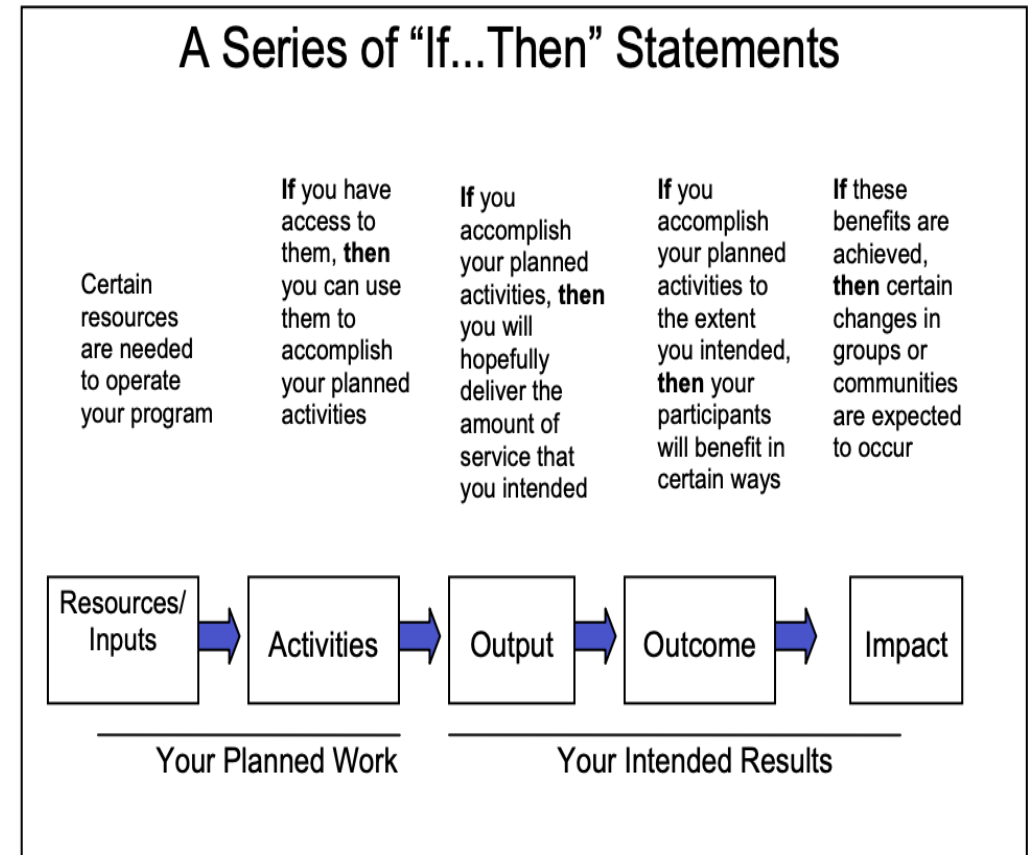 A Series of “If...Then” Statements
Certain
resources
are needed
to operate
your program
If you have
access to
them, then
you can use
them to
accomplish
your planned
activities
If you
accomplish
your planned
activities, then
you will
hopefully
deliver the
amount of
service that
you intended
If you
accomplish
your planned
activities to
the extent
you intended,
then your
participants
will benefit in
certain ways
If these
benefits are
achieved,
then certain
changes in
groups or
communities
are expected
to occur
Resources/
Inputs
Activities
Output
Outcome
Impact
Your Planned Work
Your Intended Results